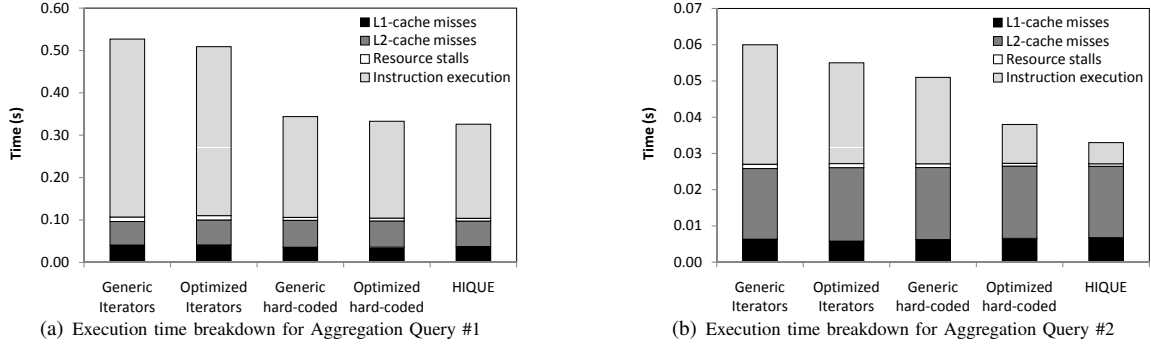 0.60
0.50
0.40
0.30
0.20
0.10
0.00
Time (s)
L1-cache misses
L2-cache misses
Resource stalls
Instruction execution
Generic Iterators
Optimized Iterators
Generic hard-coded
Optimized hard-coded
HIQUE
(a) Execution time breakdown for Aggregation Query #1
0.07
0.06
0.05
0.04
0.03
0.02
0.01
0.00
Time (s)
L1-cache misses
L2-cache misses
Resource stalls
Instruction execution
Generic Iterators
Optimized Iterators
Generic hard-coded
Optimized hard-coded
HIQUE
(b) Execution time breakdown for Aggregation Query #2